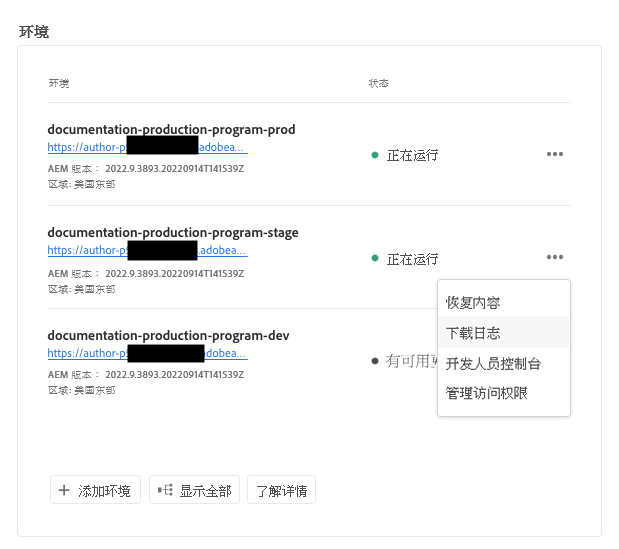 环境
环境 状态
documentation-production-program-prod
https://author-p adobea...
正在运行
AEM 版本： 2022.9.3893.20220914T141539Z
区域: 美国东部
documentation-production-program-stage
https://author-p .adobea...
正在运行
AEM 版本： 2022.9.3893.20220914T141539Z
区域: 美国东部
恢复内容
下载日志
开发人员控制台
管理访问权限
documentation-production-program-dev
https://author-p adobea...
有可用
AEM 版本： 2022.9.3893.20220914T141539Z
区域: 美国东部
添加环境 显示全部 了解详情